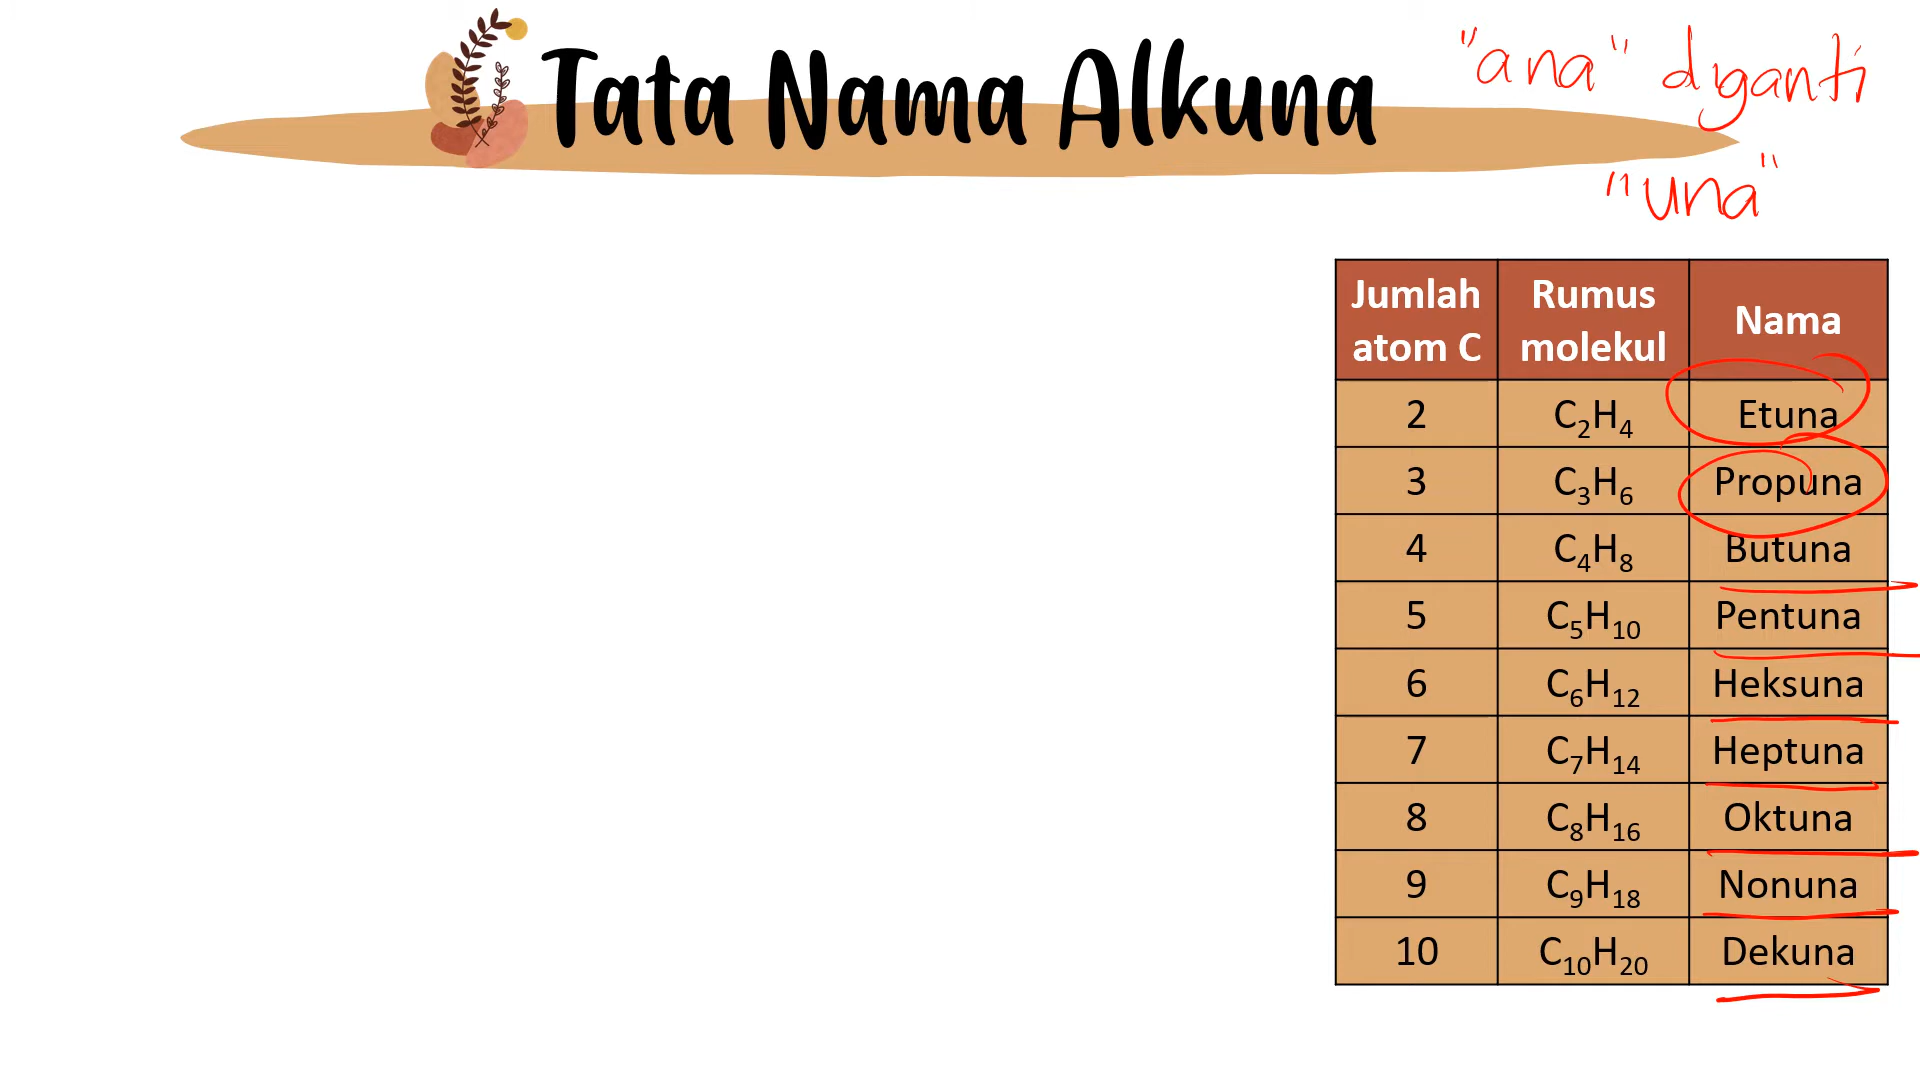 Tata Nama Alkuna
"ana" diganti
"una"
Jumlah atom C Rumus molekul Nama
2 C₂H₄ Etuna
3 C₃H₆ Propuna
4 C₄H₈ Butuna
5 C₅H₁₀ Pentuna
6 C₆H₁₂ Heksuna
7 C₇H₁₄ Heptuna
8 C₈H₁₆ Oktuna
9 C₉H₁₈ Nonuna
10 C₁₀H₂₀ Dekuna